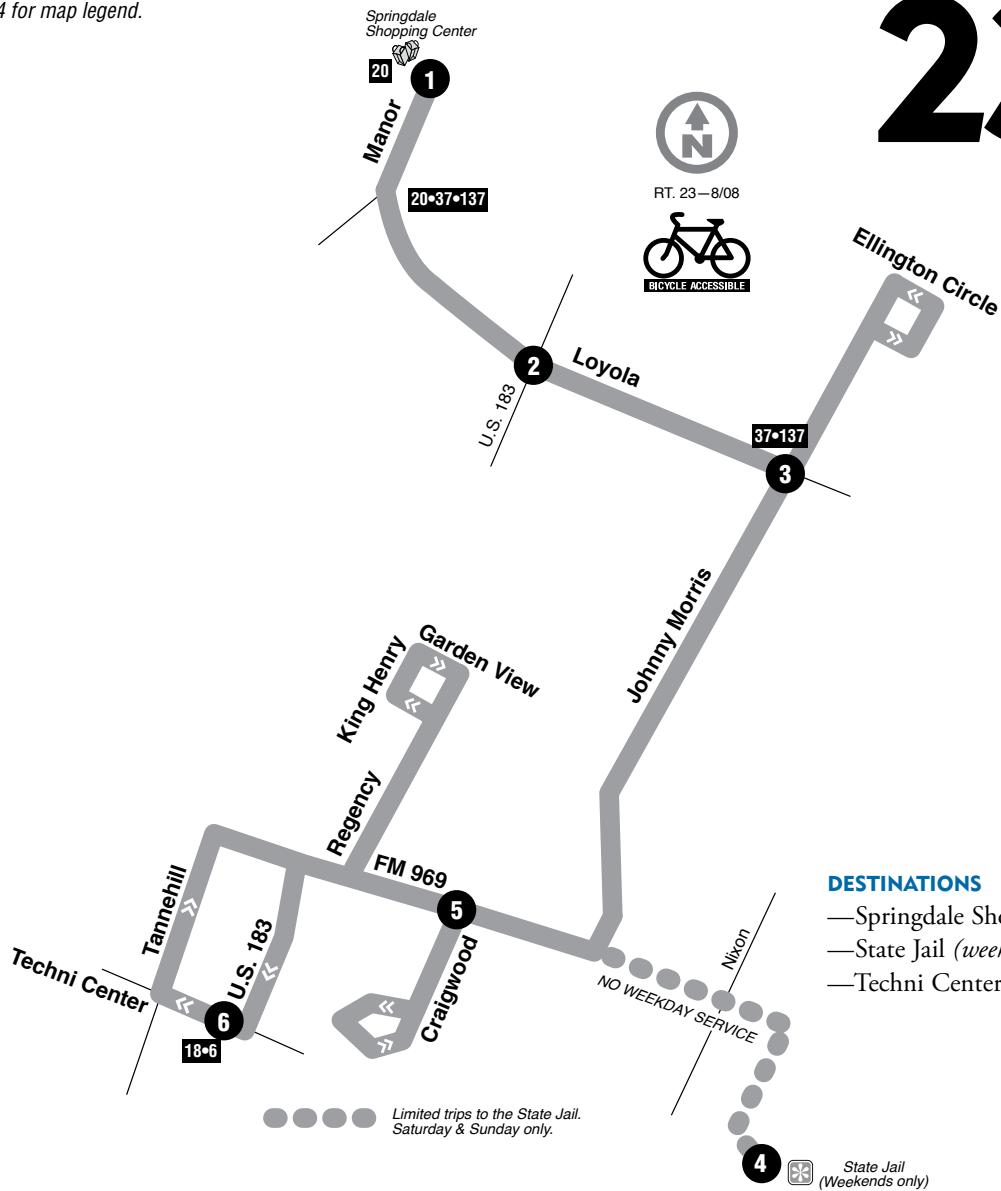 4 for map legend.
Springdale
Shopping Center
20
1
Manor
20•37•137
N
RT. 23—8/08
BICYCLE ACCESSIBLE
Ellington Circle
2
Loyola
U.S. 183
37•137
3
Johnny Morris
Garden View
King Henry
Regency
FM 969
5
Tannehill
U.S. 183
Techni Center
6
18•6
Craigwood
Nixon
NO WEEKDAY SERVICE
DESTINATIONS
—Springdale Sho
—State Jail (week
—Techni Center
Limited trips to the State Jail.
Saturday & Sunday only.
4
State Jail
(Weekends only)